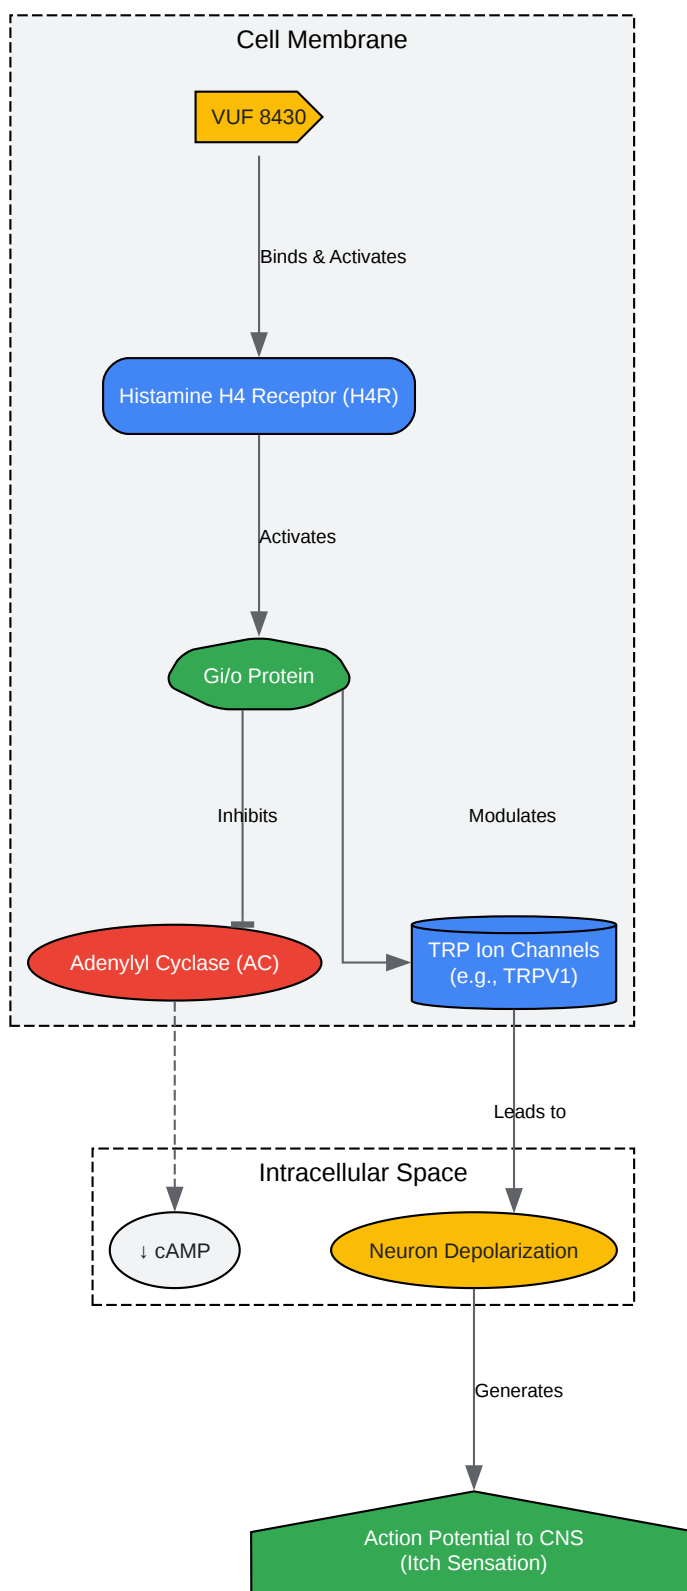 Cell Membrane
VUF 8430
Binds & Activates
Histamine H4 Receptor (H4R)
Activates
Gi/o Protein
Inhibits
Modulates
Adenylyl Cyclase (AC)
TRP Ion Channels
(e.g., TRPV1)
Leads to
Intracellular Space
↓ cAMP
Neuron Depolarization
Generates
Action Potential to CNS
(Itch Sensation)